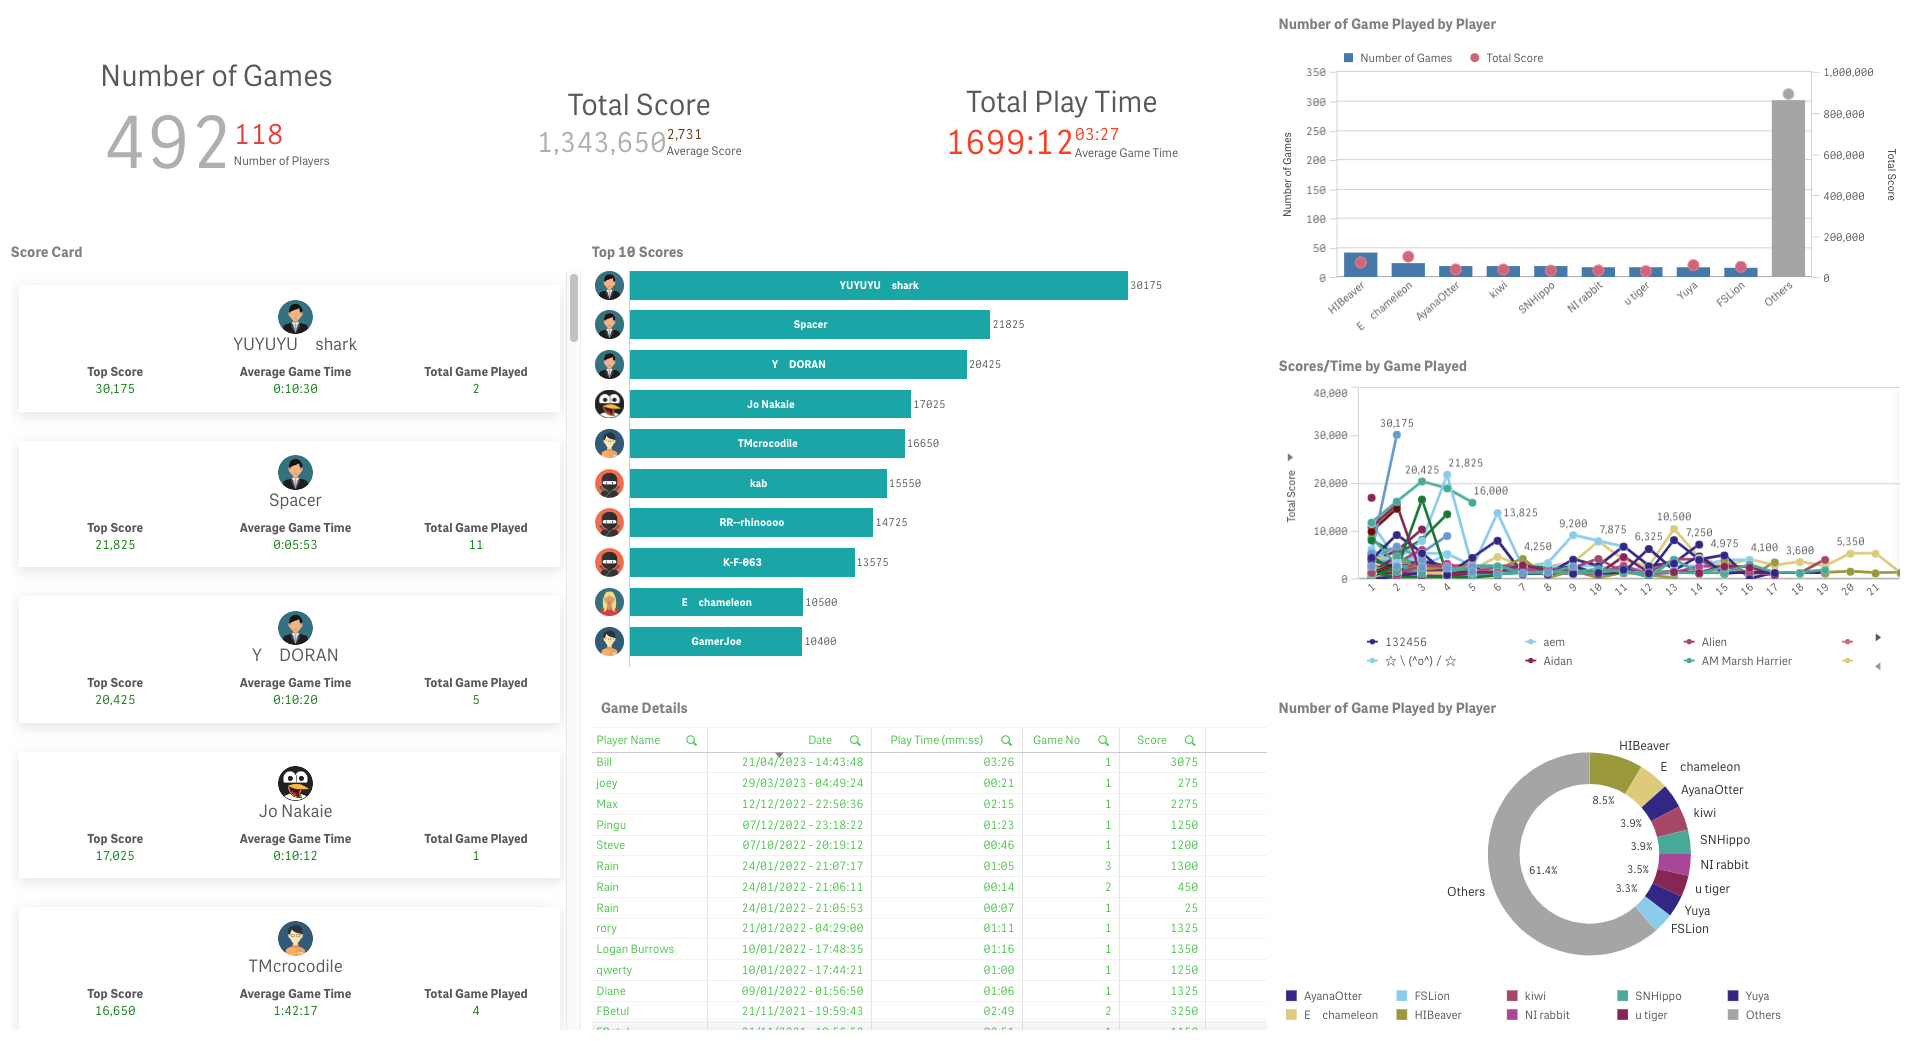 Number of Games
492
118
Number of Players
Total Score
1,343,650
2,731
Average Score
Total Play Time
1699:12
03:27
Average Game Time
Score Card
YUYUYU shark
Top Score Average Game Time Total Game Played
30,175 0:10:30 2
Spacer
Top Score Average Game Time Total Game Played
21,825 0:05:53 11
Y DORAN
Top Score Average Game Time Total Game Played
20,425 0:10:20 5
Jo Nakaie
Top Score Average Game Time Total Game Played
17,025 0:10:12 1
TMcrocodile
Top Score Average Game Time Total Game Played
16,650 1:42:17 4
Top 10 Scores
YUYUYU shark 30175
Spacer 21825
Y DORAN 20425
Jo Nakaie 17025
TMcrocodile 16650
kab 15550
RR--rhinoooo 14725
K-F-063 13575
E chameleon 10500
GamerJoe 10400
Game Details
Player Name Date Play Time (mm:ss) Game No Score
Bill 21/04/2023 - 14:43:48 03:26 1 3075
joey 29/03/2023 - 04:49:24 00:21 1 275
Max 12/12/2022 - 22:50:36 02:15 1 2275
Pingu 07/12/2022 - 23:18:22 01:23 1 1250
Steve 07/10/2022 - 20:19:12 00:46 1 1200
Rain 24/01/2022 - 21:07:17 01:05 3 1300
Rain 24/01/2022 - 21:06:11 00:14 2 450
Rain 24/01/2022 - 21:05:53 00:07 1 25
rory 21/01/2022 - 04:29:00 01:11 1 1325
Logan Burrows 10/01/2022 - 17:48:35 01:16 1 1350
qwerty 10/01/2022 - 17:44:21 01:00 1 1250
Diane 09/01/2022 - 01:56:50 01:06 1 1325
FBetul 21/11/2021 - 19:59:43 02:49 2 3250
Number of Game Played by Player
Number of Games Total Score
350 1,000,000
300
250 800,000
200 600,000
150
100 400,000
50 200,000
0 0
Number of Games
Total Score
HIBeaver
E chameleon
AyanaOtter
kiwi
SNHippo
NI rabbit
u tiger
Yuya
FSLion
Others
Scores/Time by Game Played
Total Score
40,000
30,000
20,000
10,000
0
30,175
20,425
21,825
16,000
13,825
4,250
9,200
7,875
6,325
10,500
7,250
4,975
4,100
3,600
5,350
1 2 3 4 5 6 7 8 9 10 11 12 13 14 15 16 17 18 19 20 21
132456 aem Alien
☆ \ (^o^) / ☆ Aidan AM Marsh Harrier
Number of Game Played by Player
HIBeaver
E chameleon
AyanaOtter
kiwi
SNHippo
NI rabbit
u tiger
Yuya
FSLion
Others
8.5%
3.9%
3.9%
3.5%
3.3%
61.4%
AyanaOtter FSLion kiwi SNHippo Yuya
E chameleon HIBeaver NI rabbit u tiger Others